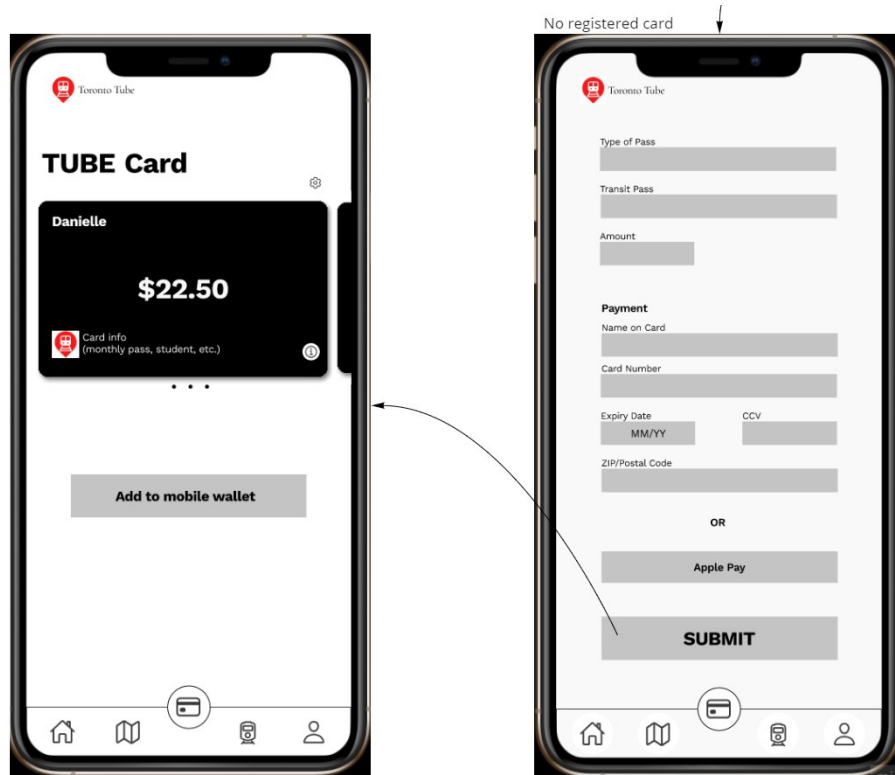 No registered card
Toronto Tube
TUBE Card
Danielle
$22.50
Card info
(monthly pass, student, etc.)
Add to mobile wallet
Toronto Tube
Type of Pass
Transit Pass
Amount
Payment
Name on Card
Card Number
Expiry Date
CCV
MM/YY
ZIP/Postal Code
OR
Apple Pay
SUBMIT